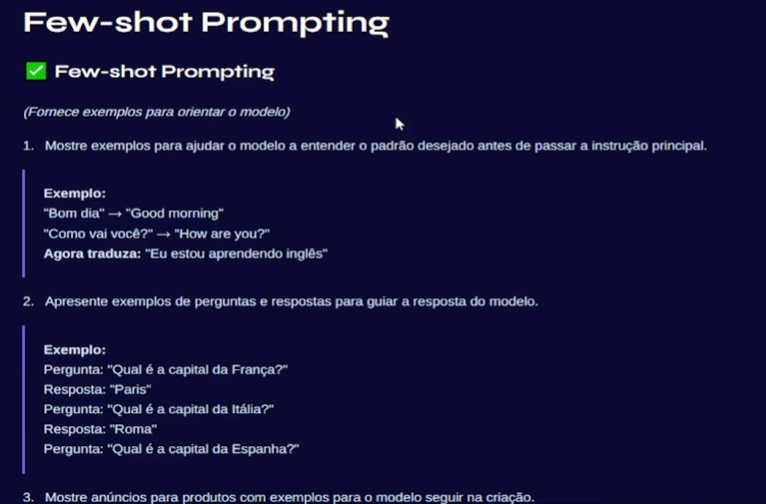 Few-shot Prompting
✅ Few-shot Prompting
(Fornece exemplos para orientar o modelo)
1. Mostre exemplos para ajudar o modelo a entender o padrão desejado antes de passar a instrução principal.
Exemplo:
"Bom dia" → "Good morning"
"Como vai você?" → "How are you?"
Agora traduza: "Eu estou aprendendo inglês"
2. Apresente exemplos de perguntas e respostas para guiar a resposta do modelo.
Exemplo:
Pergunta: "Qual é a capital da França?"
Resposta: "Paris"
Pergunta: "Qual é a capital da Itália?"
Resposta: "Roma"
Pergunta: "Qual é a capital da Espanha?"
3. Mostre anúncios para produtos com exemplos para o modelo seguir na criação.